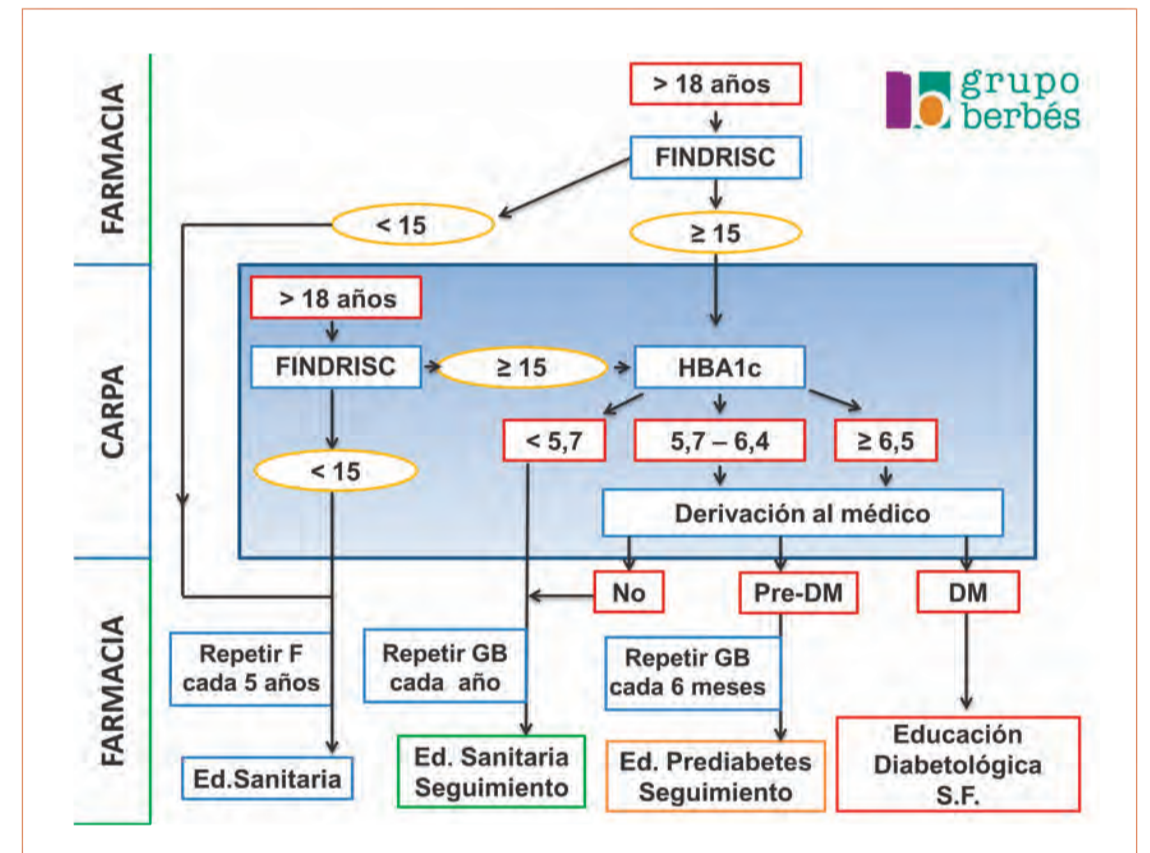 FARMACIA
> 18 años
grupo
berbés
FINDRISC
< 15
≥ 15
CARPA
> 18 años
FINDRISC
≥ 15
HBA1c
< 5,7
5,7 – 6,4
≥ 6,5
< 15
Derivación al médico
FARMACIA
No
Pre-DM
DM
Repetir F
cada 5 años
Repetir GB
cada año
Repetir GB
cada 6 meses
Ed.Sanitaria
Ed. Sanitaria
Seguimiento
Ed. Prediabetes
Seguimiento
Educación
Diabetológica
S.F.